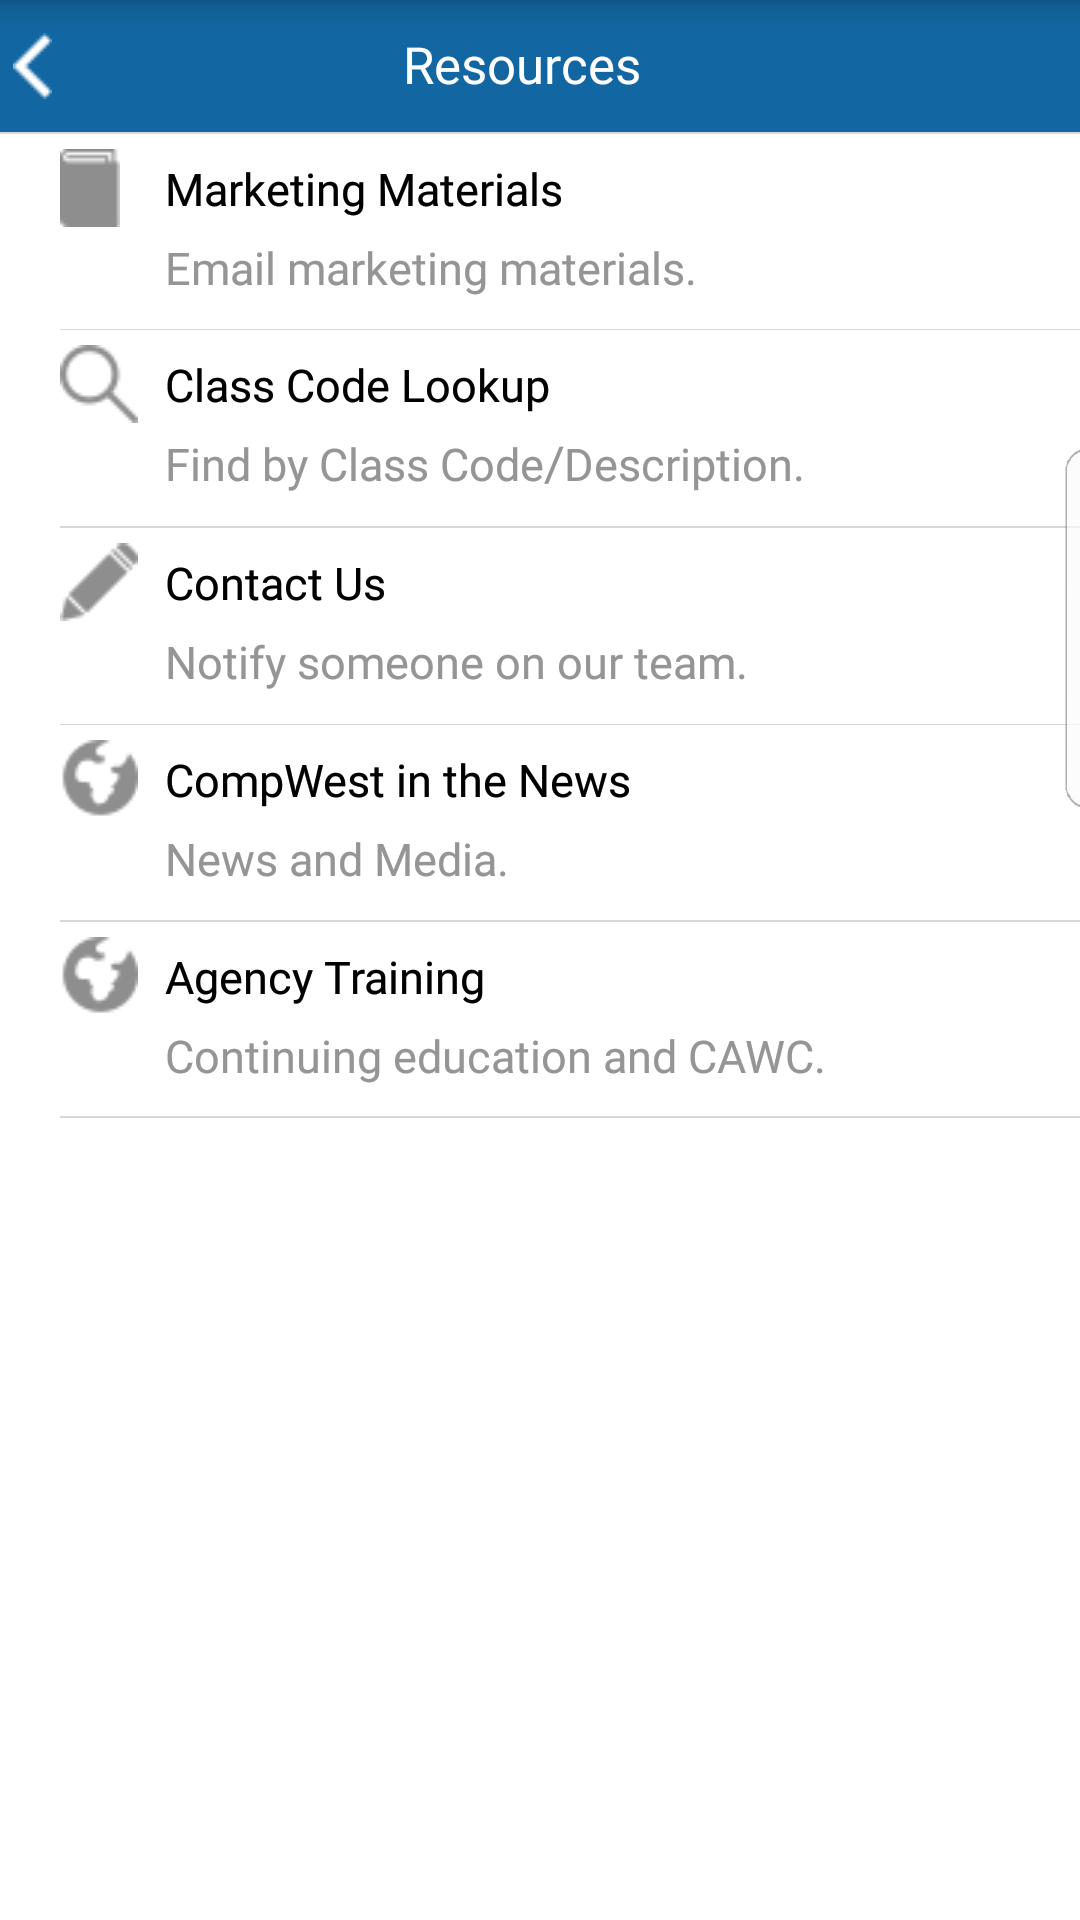 Resources
Marketing Materials
Email marketing materials.
Class Code Lookup
Find by Class Code/Description.
Contact Us
Notify someone on our team.
CompWest in the News
News and Media.
Agency Training
Continuing education and CAWC.